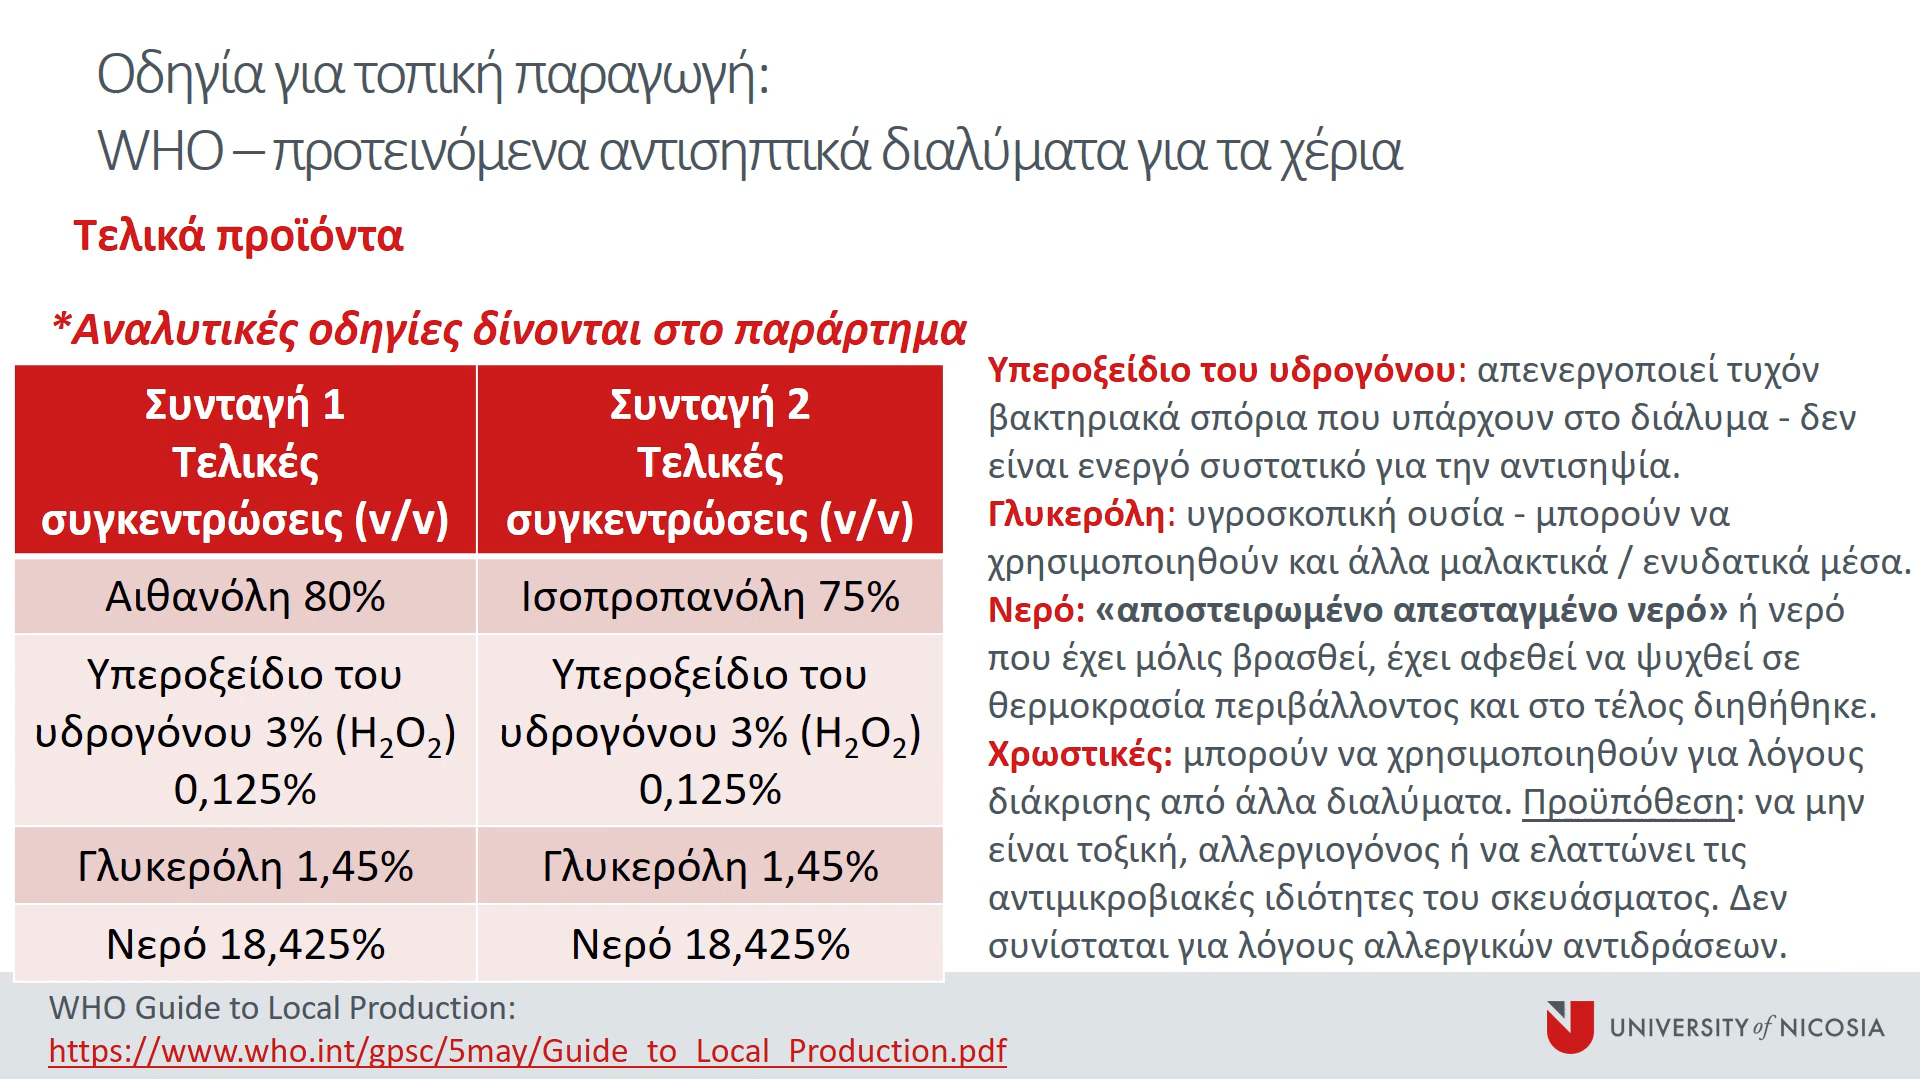 Οδηγία για τοπική παραγωγή:
WHO – προτεινόμενα αντισηπτικά διαλύματα για τα χέρια
Τελικά προϊόντα
*Αναλυτικές οδηγίες δίνονται στο παράρτημα
Συνταγή 1
Τελικές
συγκεντρώσεις (v/v)
Συνταγή 2
Τελικές
συγκεντρώσεις (v/v)
Αιθανόλη 80%
Ισοπροπανόλη 75%
Υπεροξείδιο του
υδρογόνου 3% (H₂O₂)
0,125%
Υπεροξείδιο του
υδρογόνου 3% (H₂O₂)
0,125%
Γλυκερόλη 1,45%
Γλυκερόλη 1,45%
Νερό 18,425%
Νερό 18,425%
Υπεροξείδιο του υδρογόνου: απενεργοποιεί τυχόν
βακτηριακά σπόρια που υπάρχουν στο διάλυμα - δεν
είναι ενεργό συστατικό για την αντισηψία.
Γλυκερόλη: υγροσκοπική ουσία - μπορούν να
χρησιμοποιηθούν και άλλα μαλακτικά / ενυδατικά μέσα.
Νερό: «αποστειρωμένο απεσταγμένο νερό» ή νερό
που έχει μόλις βρασθεί, έχει αφεθεί να ψυχθεί σε
θερμοκρασία περιβάλλοντος και στο τέλος διηθήθηκε.
Χρωστικές: μπορούν να χρησιμοποιηθούν για λόγους
διάκρισης από άλλα διαλύματα. Προϋπόθεση: να μην
είναι τοξική, αλλεργιογόνος ή να ελαττώνει τις
αντιμικροβιακές ιδιότητες του σκευάσματος. Δεν
συνίσταται για λόγους αλλεργικών αντιδράσεων.
WHO Guide to Local Production:
https://www.who.int/gpsc/5may/Guide_to_Local_Production.pdf
UNIVERSITY of NICOSIA